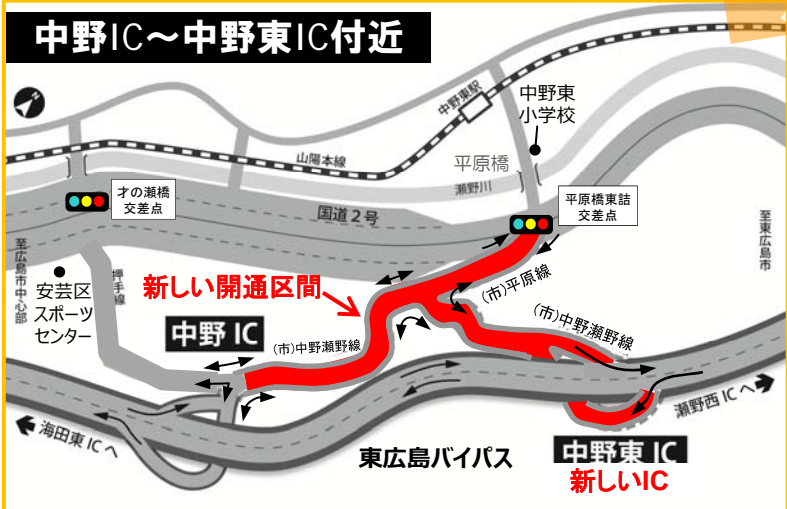 中野IC～中野東IC付近
N
中野東駅
中野東
小学校
山陽本線
平原橋
瀬野川
才の瀬橋
交差点
国道2号
平原橋東詰
交差点
至東広島市
至広島市中心部
安芸区
スポーツ
センター
押手線
新しい開通区間
(市)平原線
(市)中野瀬野線
中野 IC
(市)中野瀬野線
瀬野西 ICへ
海田東 ICへ
東広島バイパス
中野東 IC
新しいIC